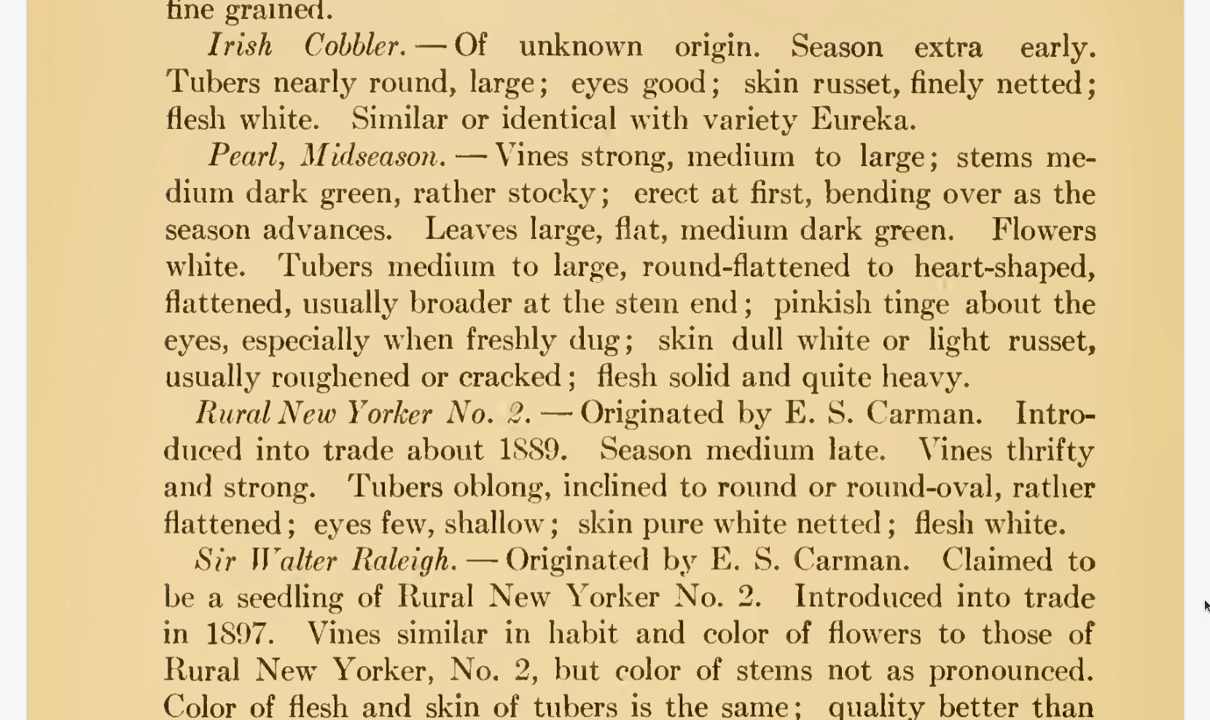 fine grained.
Irish Cobbler. — Of unknown origin. Season extra early.
Tubers nearly round, large; eyes good; skin russet, finely netted;
flesh white. Similar or identical with variety Eureka.
Pearl, Midseason. — Vines strong, medium to large; stems me-
dium dark green, rather stocky; erect at first, bending over as the
season advances. Leaves large, flat, medium dark green. Flowers
white. Tubers medium to large, round-flattened to heart-shaped,
flattened, usually broader at the stem end; pinkish tinge about the
eyes, especially when freshly dug; skin dull white or light russet,
usually roughened or cracked; flesh solid and quite heavy.
Rural New Yorker No. 2. — Originated by E. S. Carman. Intro-
duced into trade about 1889. Season medium late. Vines thrifty
and strong. Tubers oblong, inclined to round or round-oval, rather
flattened; eyes few, shallow; skin pure white netted; flesh white.
Sir Walter Raleigh. — Originated by E. S. Carman. Claimed to
be a seedling of Rural New Yorker No. 2. Introduced into trade
in 1897. Vines similar in habit and color of flowers to those of
Rural New Yorker, No. 2, but color of stems not as pronounced.
Color of flesh and skin of tubers is the same; quality better than